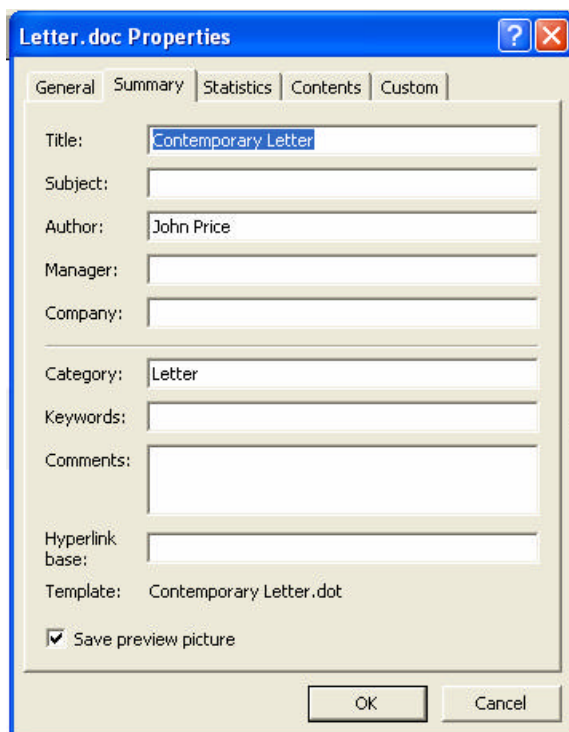 Letter.doc Properties
General Summary Statistics Contents Custom
Title: Contemporary Letter
Subject:
Author: John Price
Manager:
Company:
Category: Letter
Keywords:
Comments:
Hyperlink
base:
Template: Contemporary Letter.dot
Save preview picture
OK Cancel